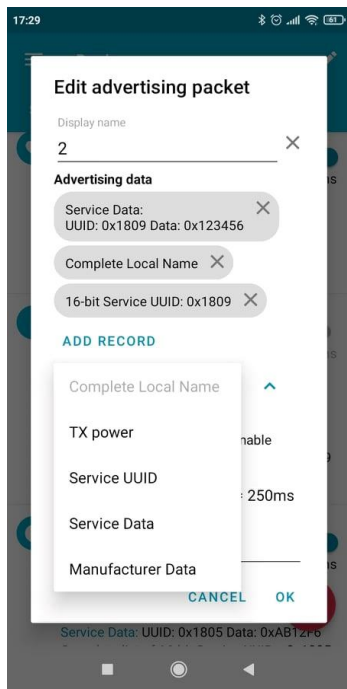 17:29
61
Edit advertising packet
Display name
2
Advertising data
Service Data:
UUID: 0x1809 Data: 0x123456
Complete Local Name
16-bit Service UUID: 0x1809
ADD RECORD
Complete Local Name
TX power
nable
Service UUID
250ms
Service Data
Manufacturer Data
CANCEL OK
Service Data: UUID: 0x1805 Data: 0xAB12F6